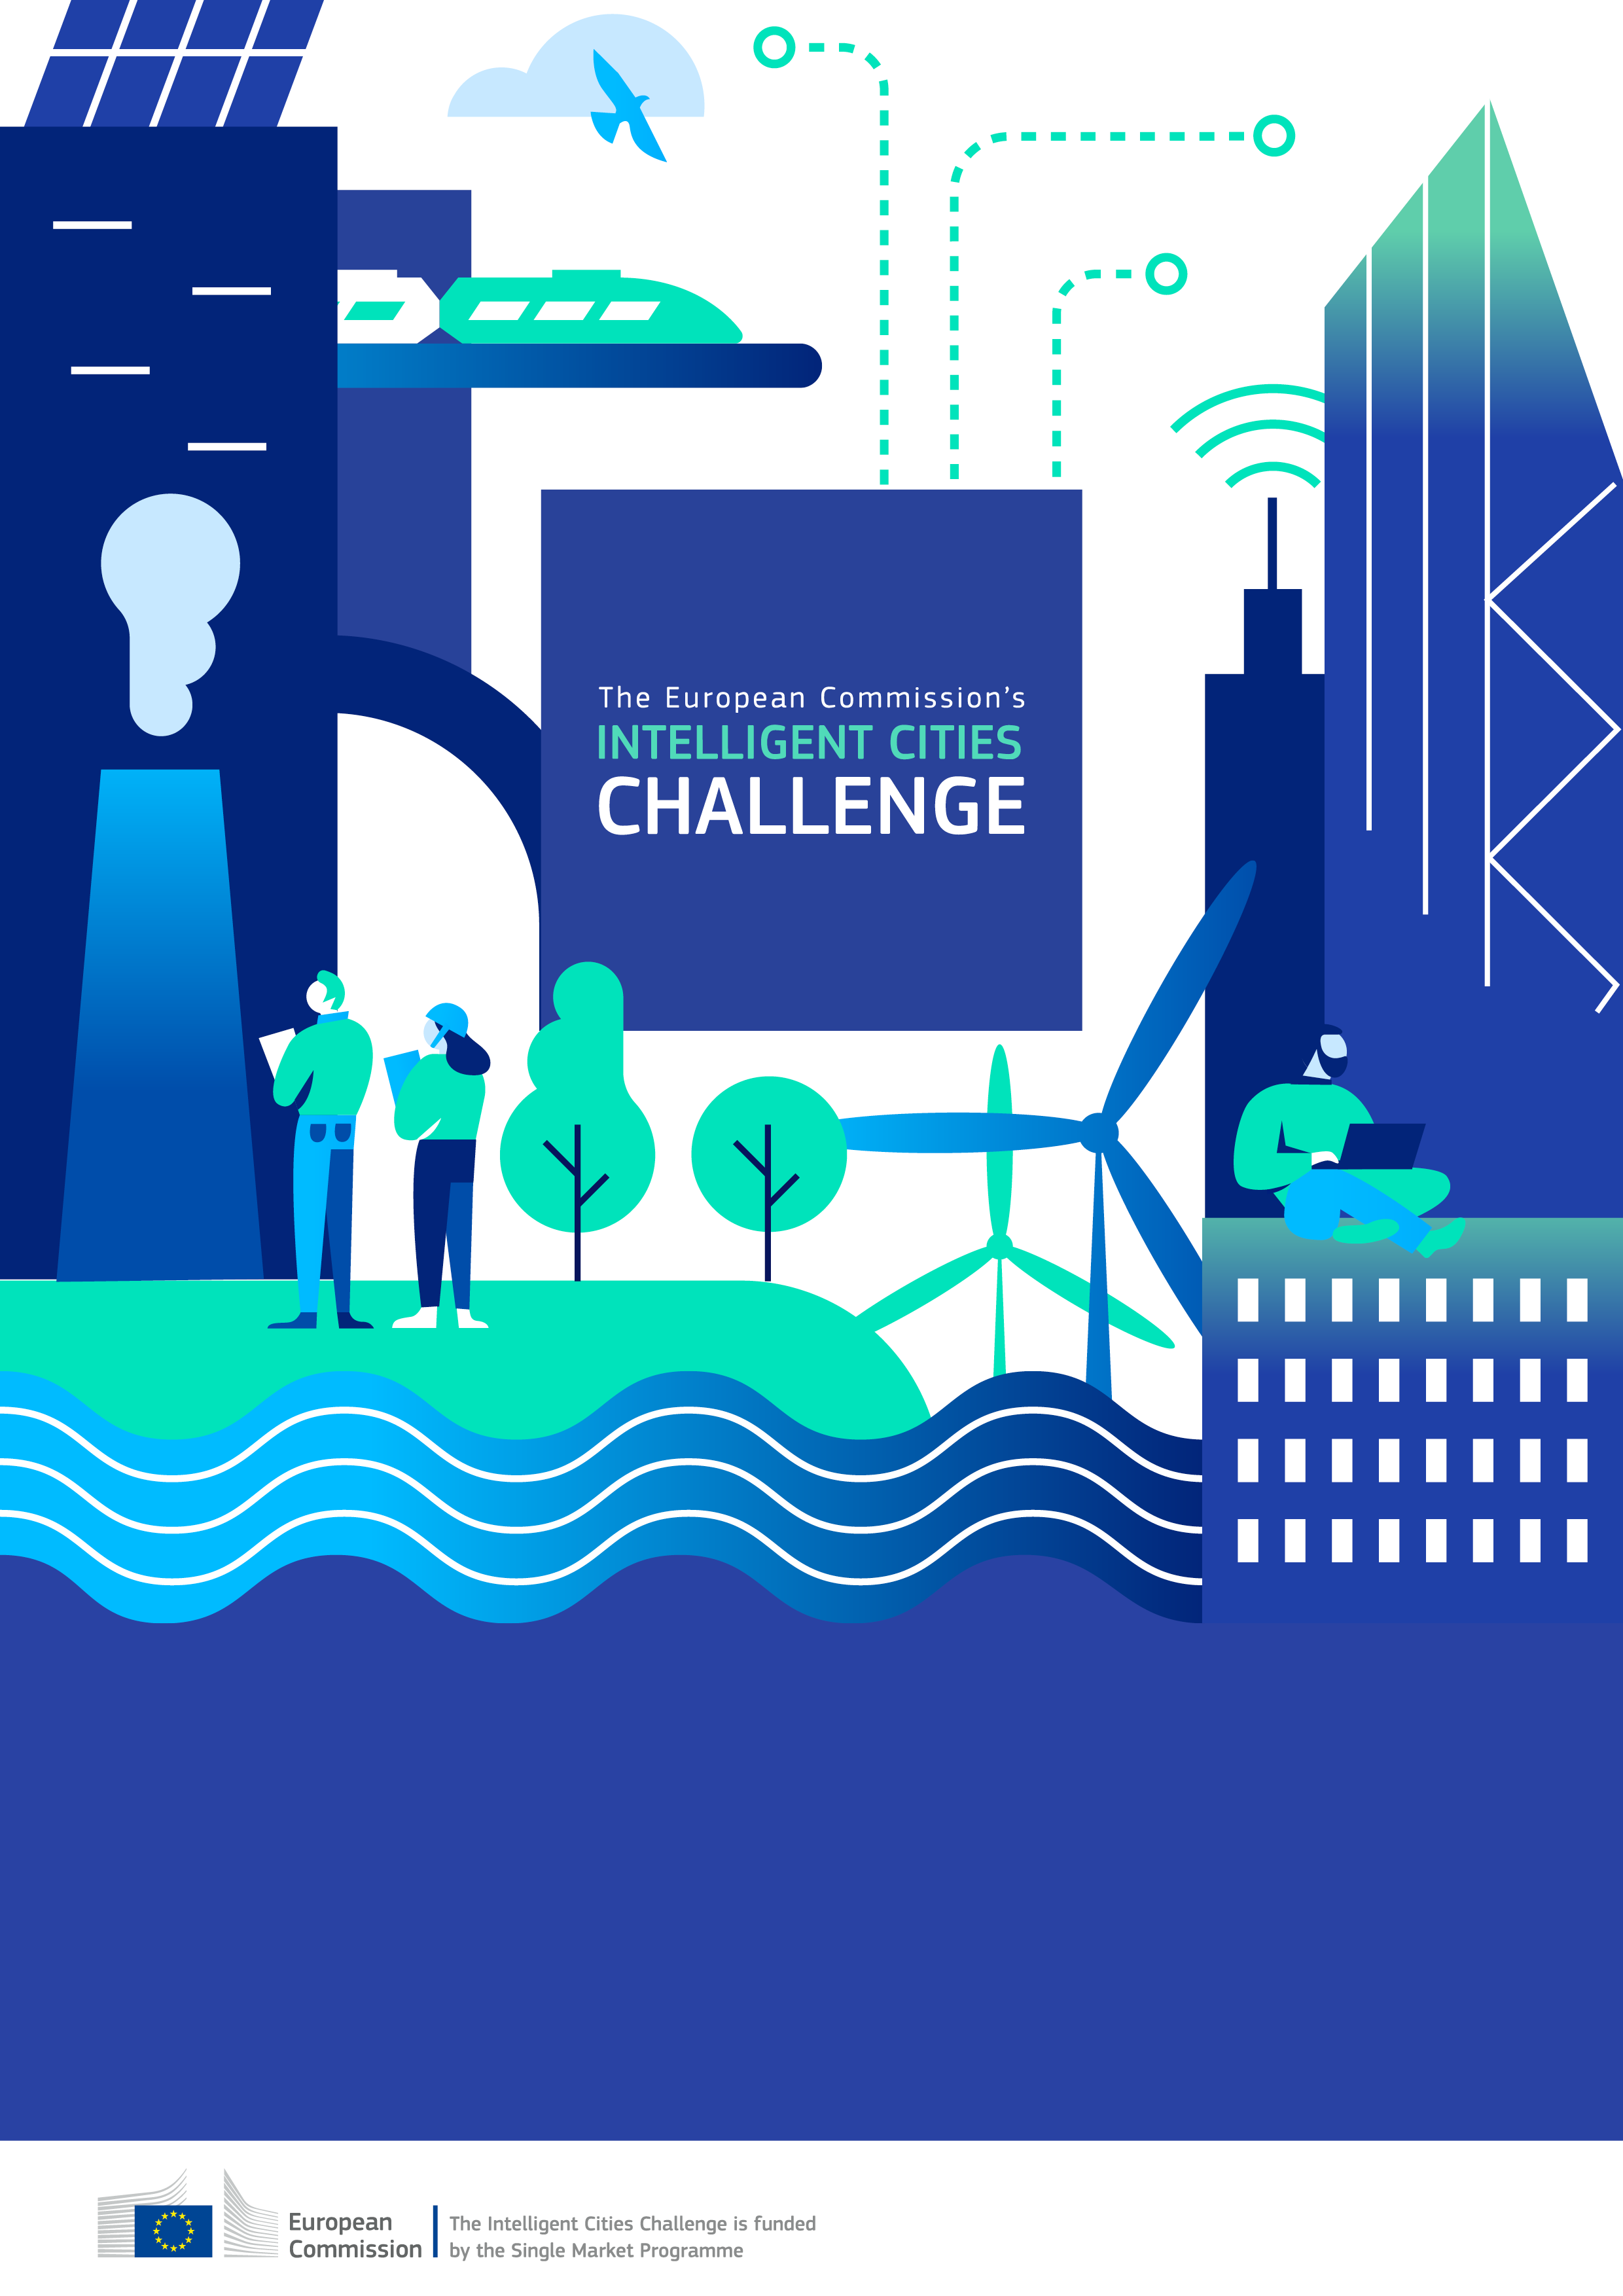 The European Commission’s
INTELLIGENT CITIES
CHALLENGE
European
Commission
The Intelligent Cities Challenge is funded
by the Single Market Programme